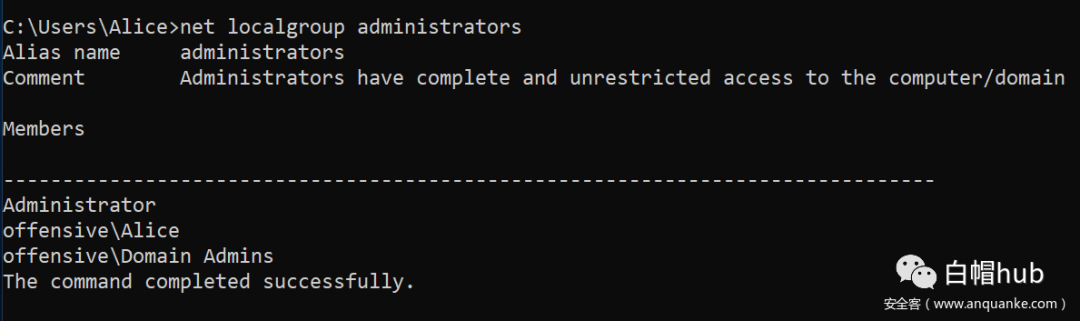 C:\Users\Alice>net localgroup administrators
Alias name     administrators
Comment        Administrators have complete and unrestricted access to the computer/domain
Members
-------------------------------------------------------------------------------
Administrator
offensive\Alice
offensive\Domain Admins
The command completed successfully.
白帽hub
安全客（www.anquanke.com）